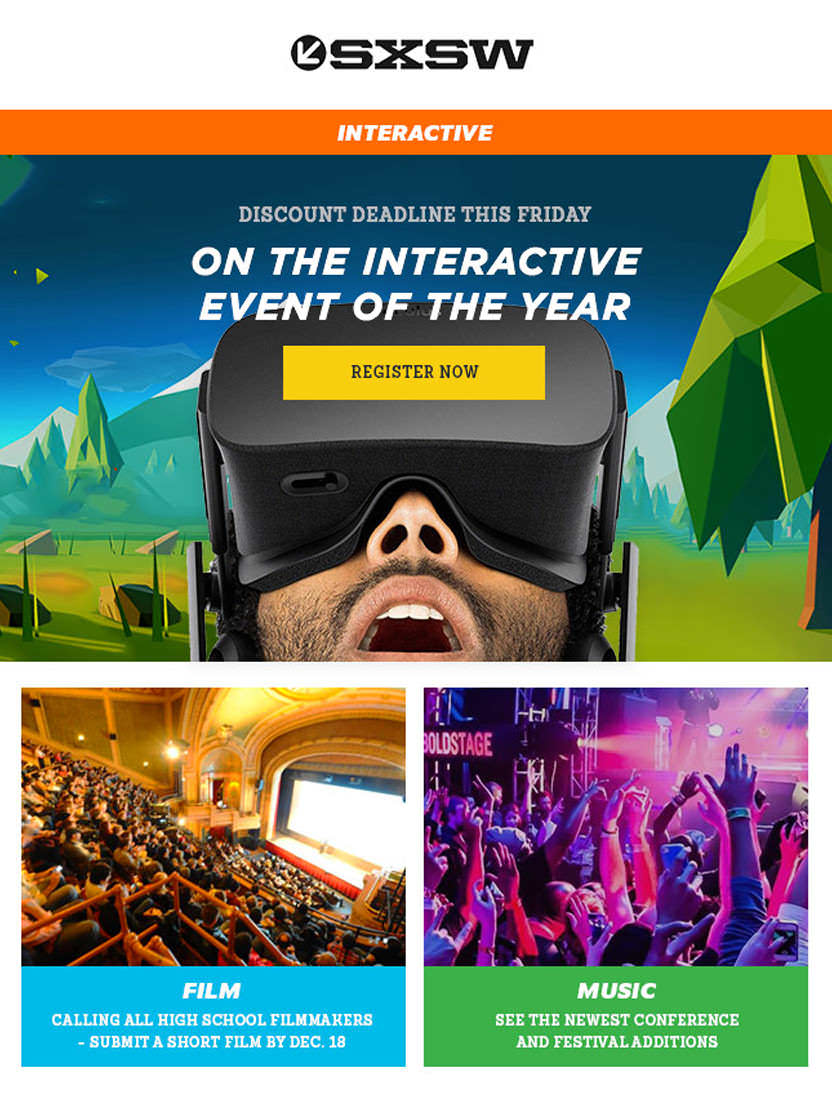 SXSW
INTERACTIVE
DISCOUNT DEADLINE THIS FRIDAY
ON THE INTERACTIVE
EVENT OF THE YEAR
REGISTER NOW
BOLDSTAGE
FILM
CALLING ALL HIGH SCHOOL FILMMAKERS
- SUBMIT A SHORT FILM BY DEC. 18
MUSIC
SEE THE NEWEST CONFERENCE
AND FESTIVAL ADDITIONS